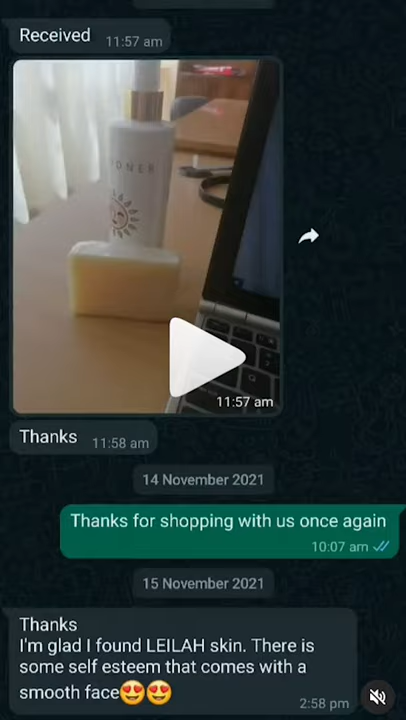 Received
11:57 am
11:57 am
Thanks
11:58 am
14 November 2021
Thanks for shopping with us once again
10:07 am
15 November 2021
Thanks
I'm glad I found LEILAH skin. There is
some self esteem that comes with a
smooth face😍😍
2:58 pm